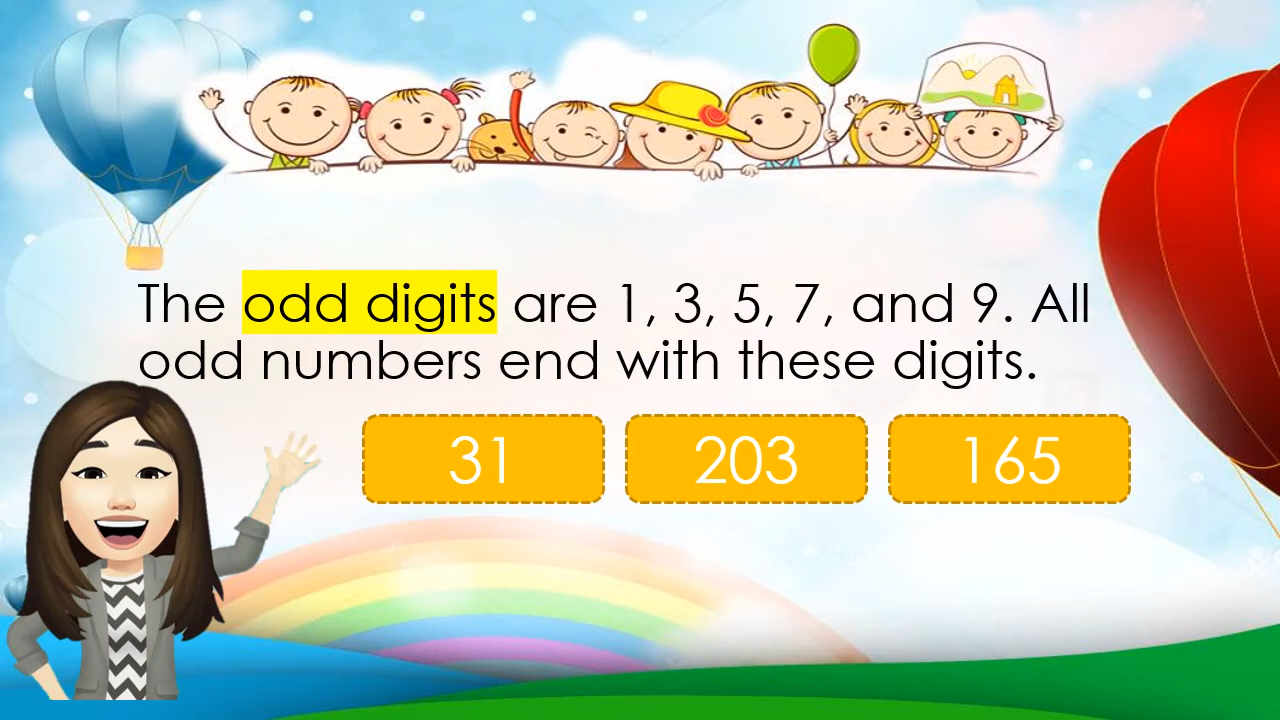 The odd digits are 1, 3, 5, 7, and 9. All
odd numbers end with these digits.
31 203 165